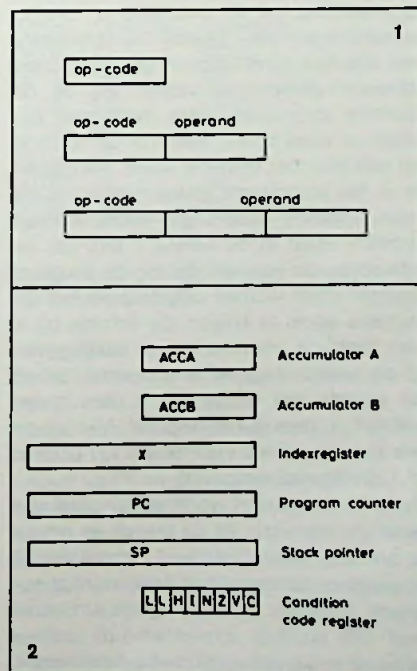 1
op-code
op-code operand
op-code operand
ACCA Accumulator A
ACCB Accumulator B
X Indexregister
PC Program counter
SP Stack pointer
L L H I N Z V C Condition
code register
2